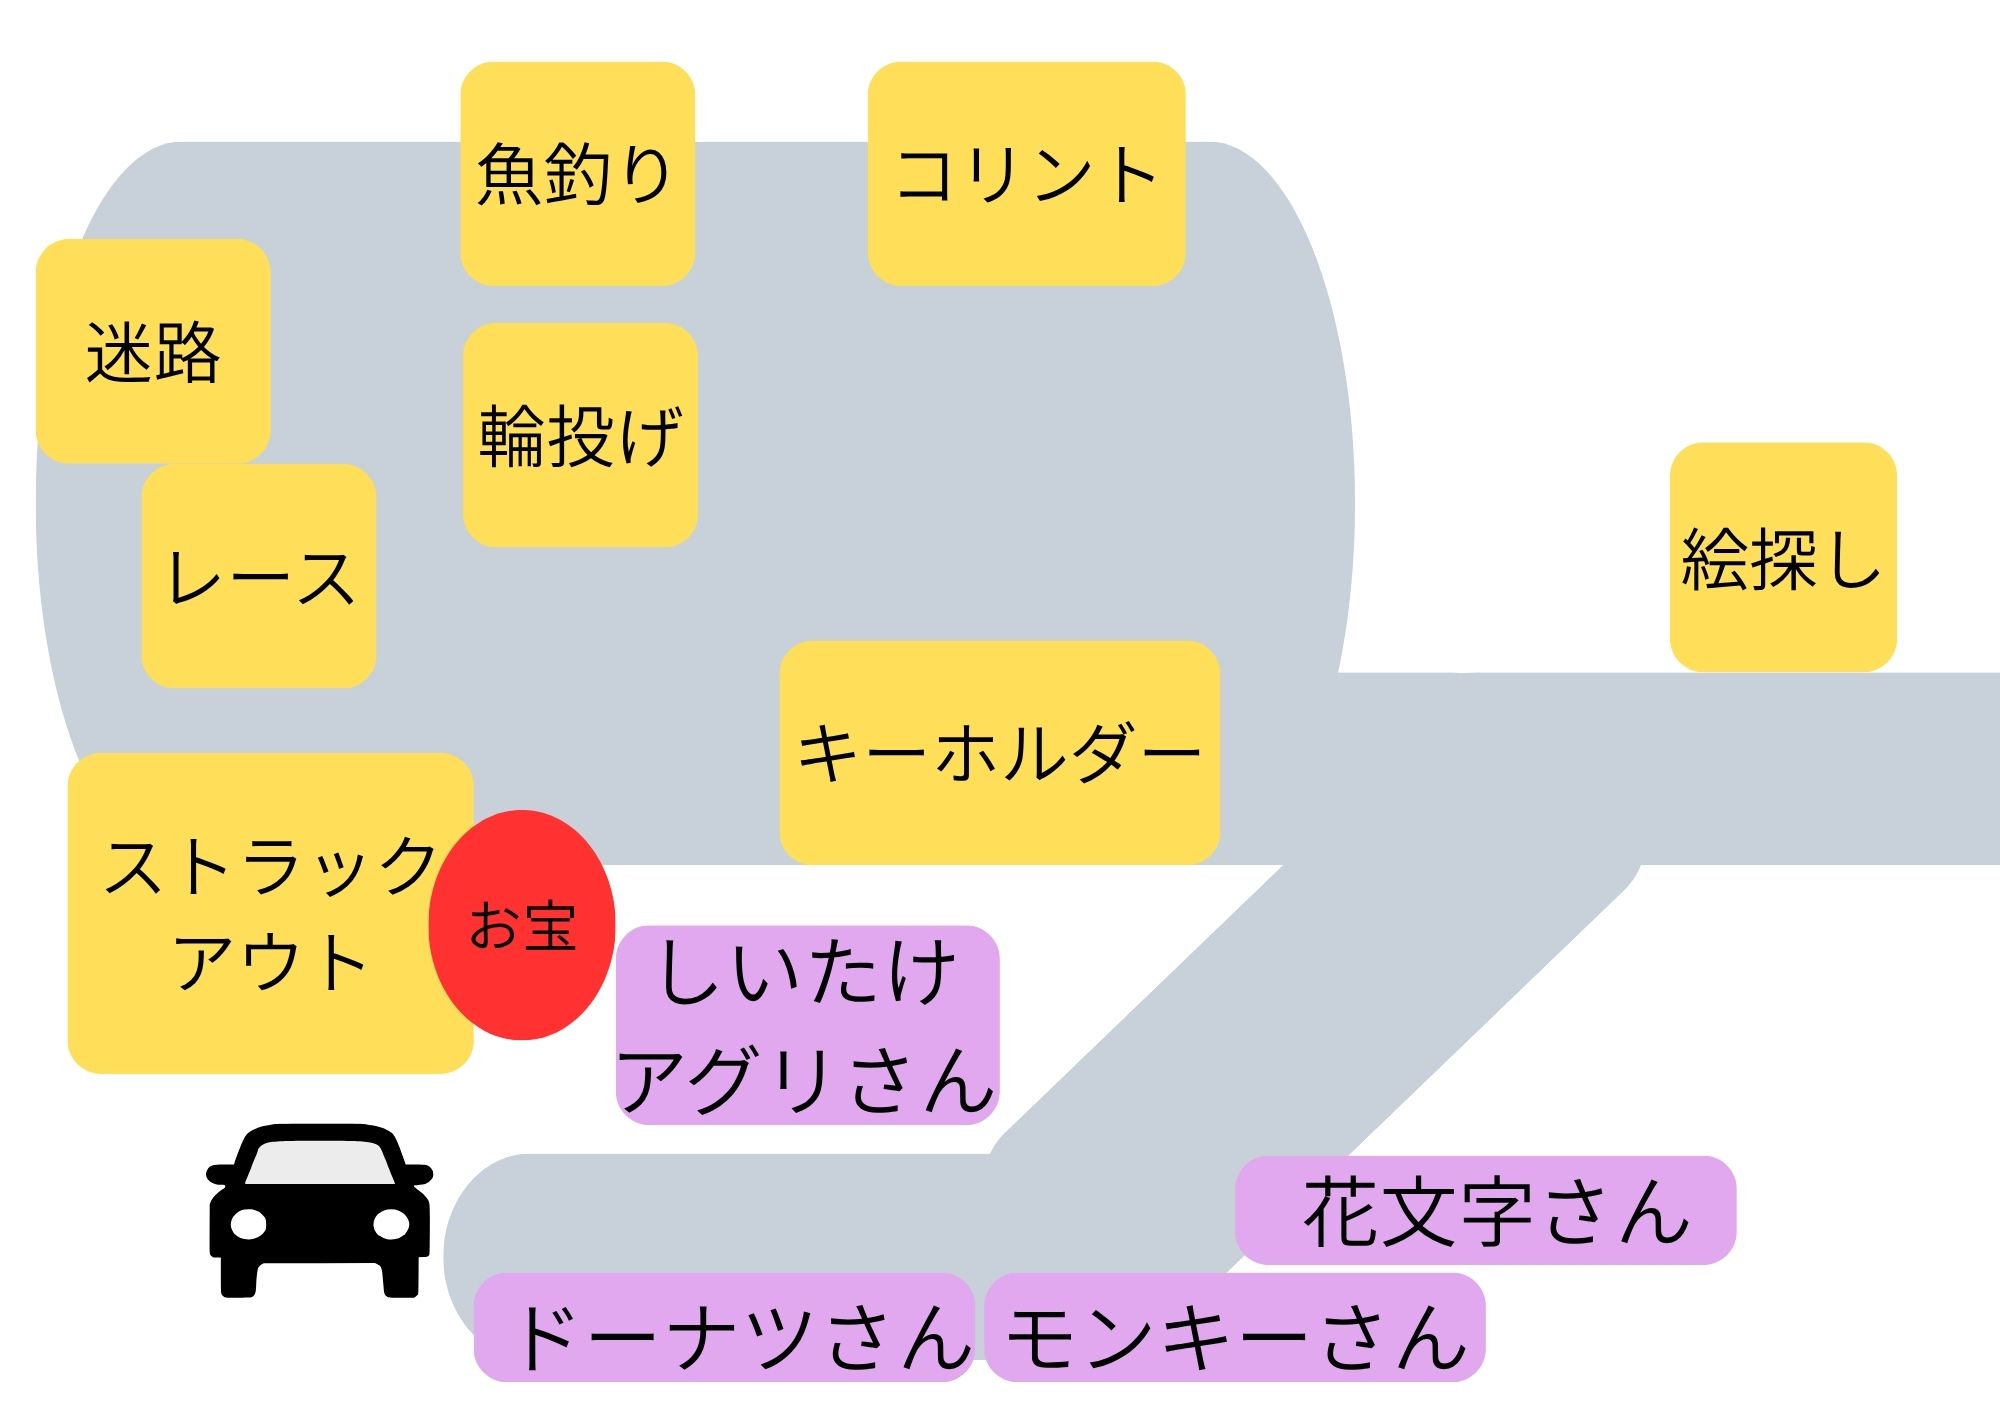 魚釣り
コリント
迷路
輪投げ
レース
絵探し
キーホルダー
ストラック
アウト
お宝
しいたけ
アグリさん
花文字さん
ドーナツさん
モンキーさん